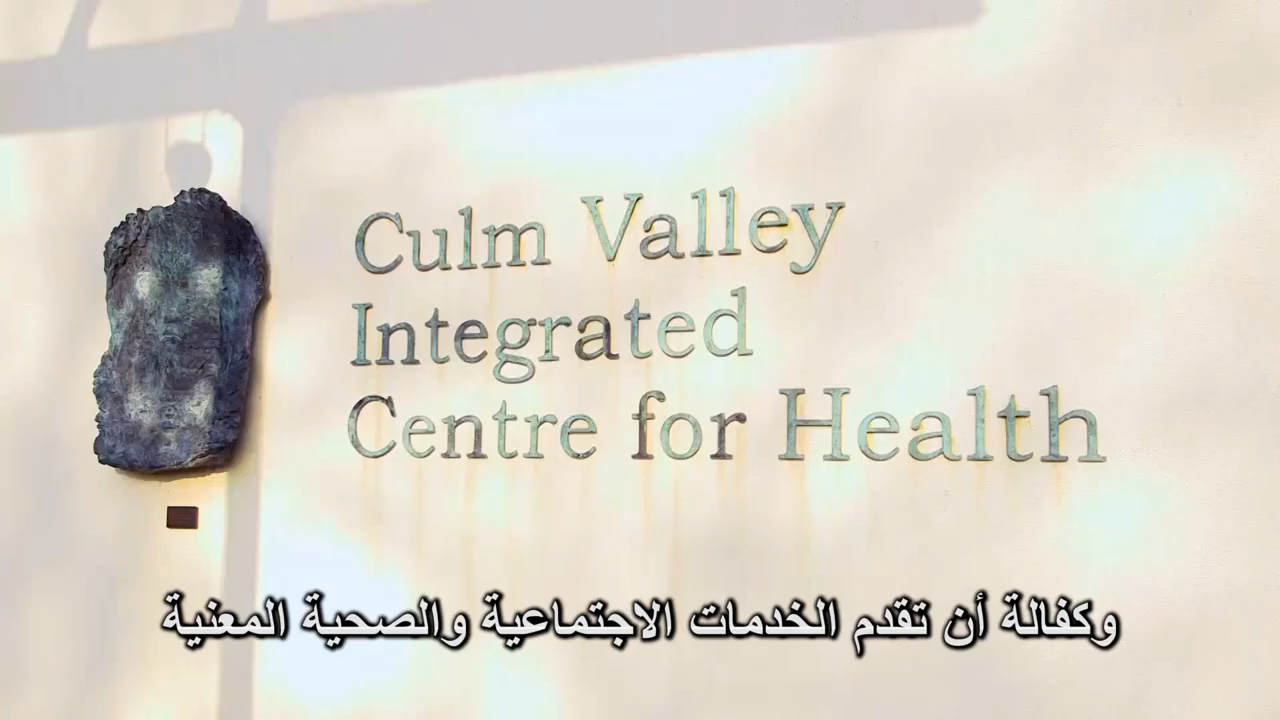 Culm Valley
Integrated
Centre for Health
وكفالة أن تقدم الخدمات الاجتماعية والصحية المعنية